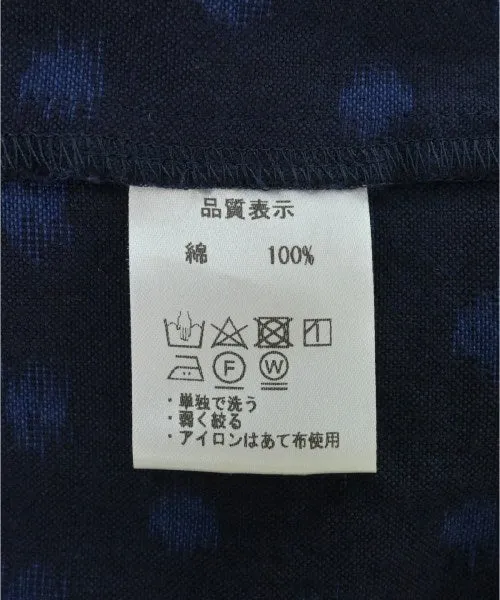 品質表示
綿 100%
F W
・単独で洗う
・弱く絞る
・アイロンはあて布使用